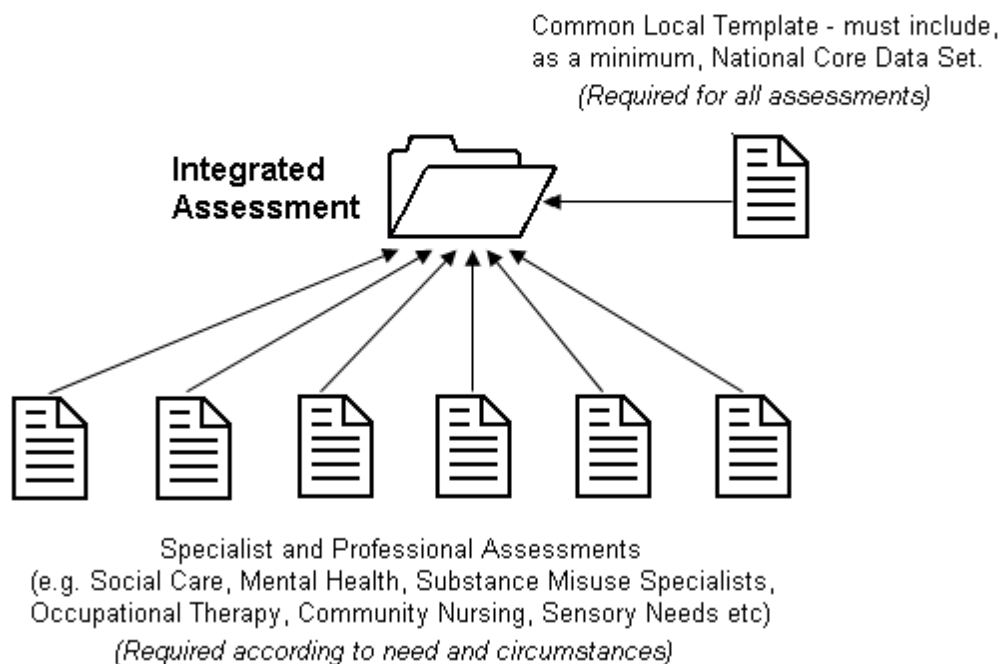 Common Local Template - must include,
as a minimum, National Core Data Set.
(Required for all assessments)
Integrated
Assessment
Specialist and Professional Assessments
(e.g. Social Care, Mental Health, Substance Misuse Specialists,
Occupational Therapy, Community Nursing, Sensory Needs etc)
(Required according to need and circumstances)